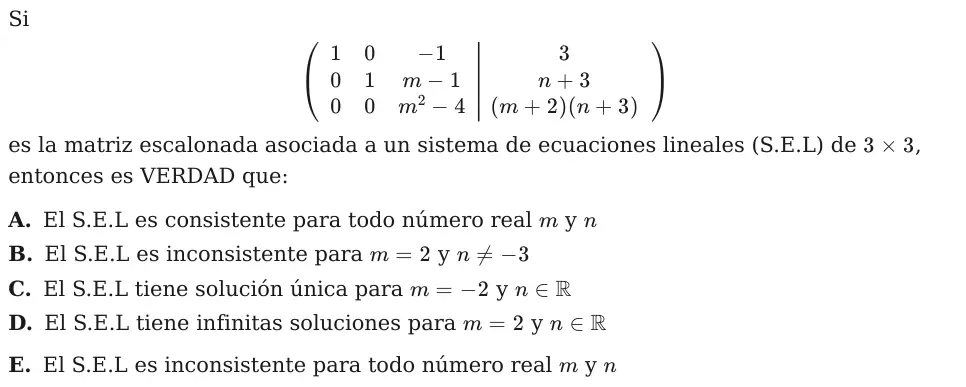 Si
1 0 −1 | 3
0 1 m − 1 | n + 3
0 0 m² − 4 | (m + 2)(n + 3)
es la matriz escalonada asociada a un sistema de ecuaciones lineales (S.E.L) de 3 × 3,
entonces es VERDAD que:
A. El S.E.L es consistente para todo número real m y n
B. El S.E.L es inconsistente para m = 2 y n ≠ −3
C. El S.E.L tiene solución única para m = −2 y n ∈ ℝ
D. El S.E.L tiene infinitas soluciones para m = 2 y n ∈ ℝ
E. El S.E.L es inconsistente para todo número real m y n